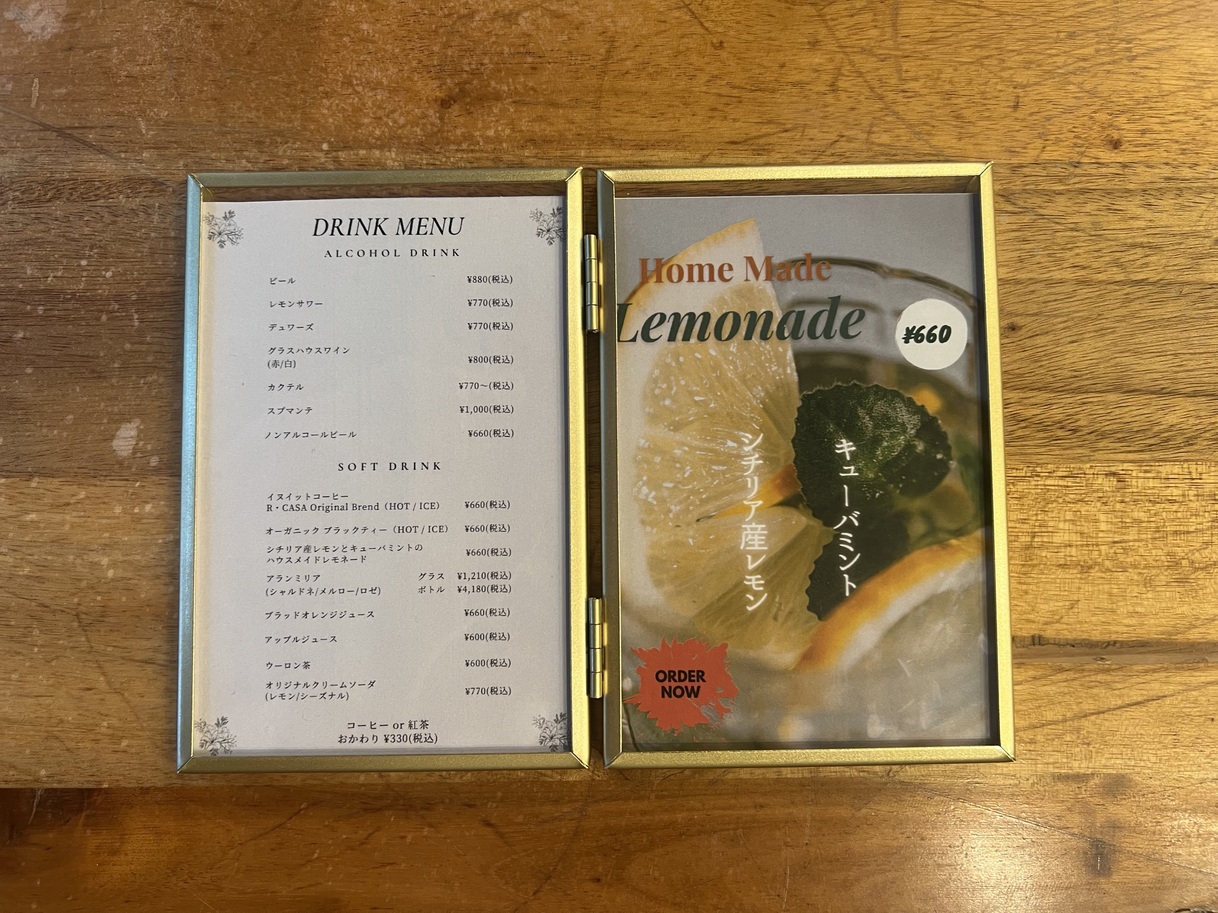 DRINK MENU
ALCOHOL DRINK
ビール ¥880(税込)
レモンサワー ¥770(税込)
デュワーズ ¥770(税込)
グラスハウスワイン
(赤/白) ¥800(税込)
カクテル ¥770〜(税込)
スプマンテ ¥1,000(税込)
ノンアルコールビール ¥660(税込)
SOFT DRINK
イヌイットコーヒー
R・CASA Original Brend（HOT / ICE） ¥660(税込)
オーガニック ブラックティー（HOT / ICE） ¥660(税込)
シチリア産レモンとキューバミントの
ハウスメイドレモネード ¥660(税込)
アランミリア グラス ¥1,210(税込)
(シャルドネ/メルロー/ロゼ) ボトル ¥4,180(税込)
ブラッドオレンジジュース ¥660(税込)
アップルジュース ¥600(税込)
ウーロン茶 ¥600(税込)
オリジナルクリームソーダ
(レモン/シーズナル) ¥770(税込)
コーヒー or 紅茶
おかわり ¥330(税込)
Home Made
Lemonade
¥660
キューバミント
シチリア産レモン
ORDER
NOW